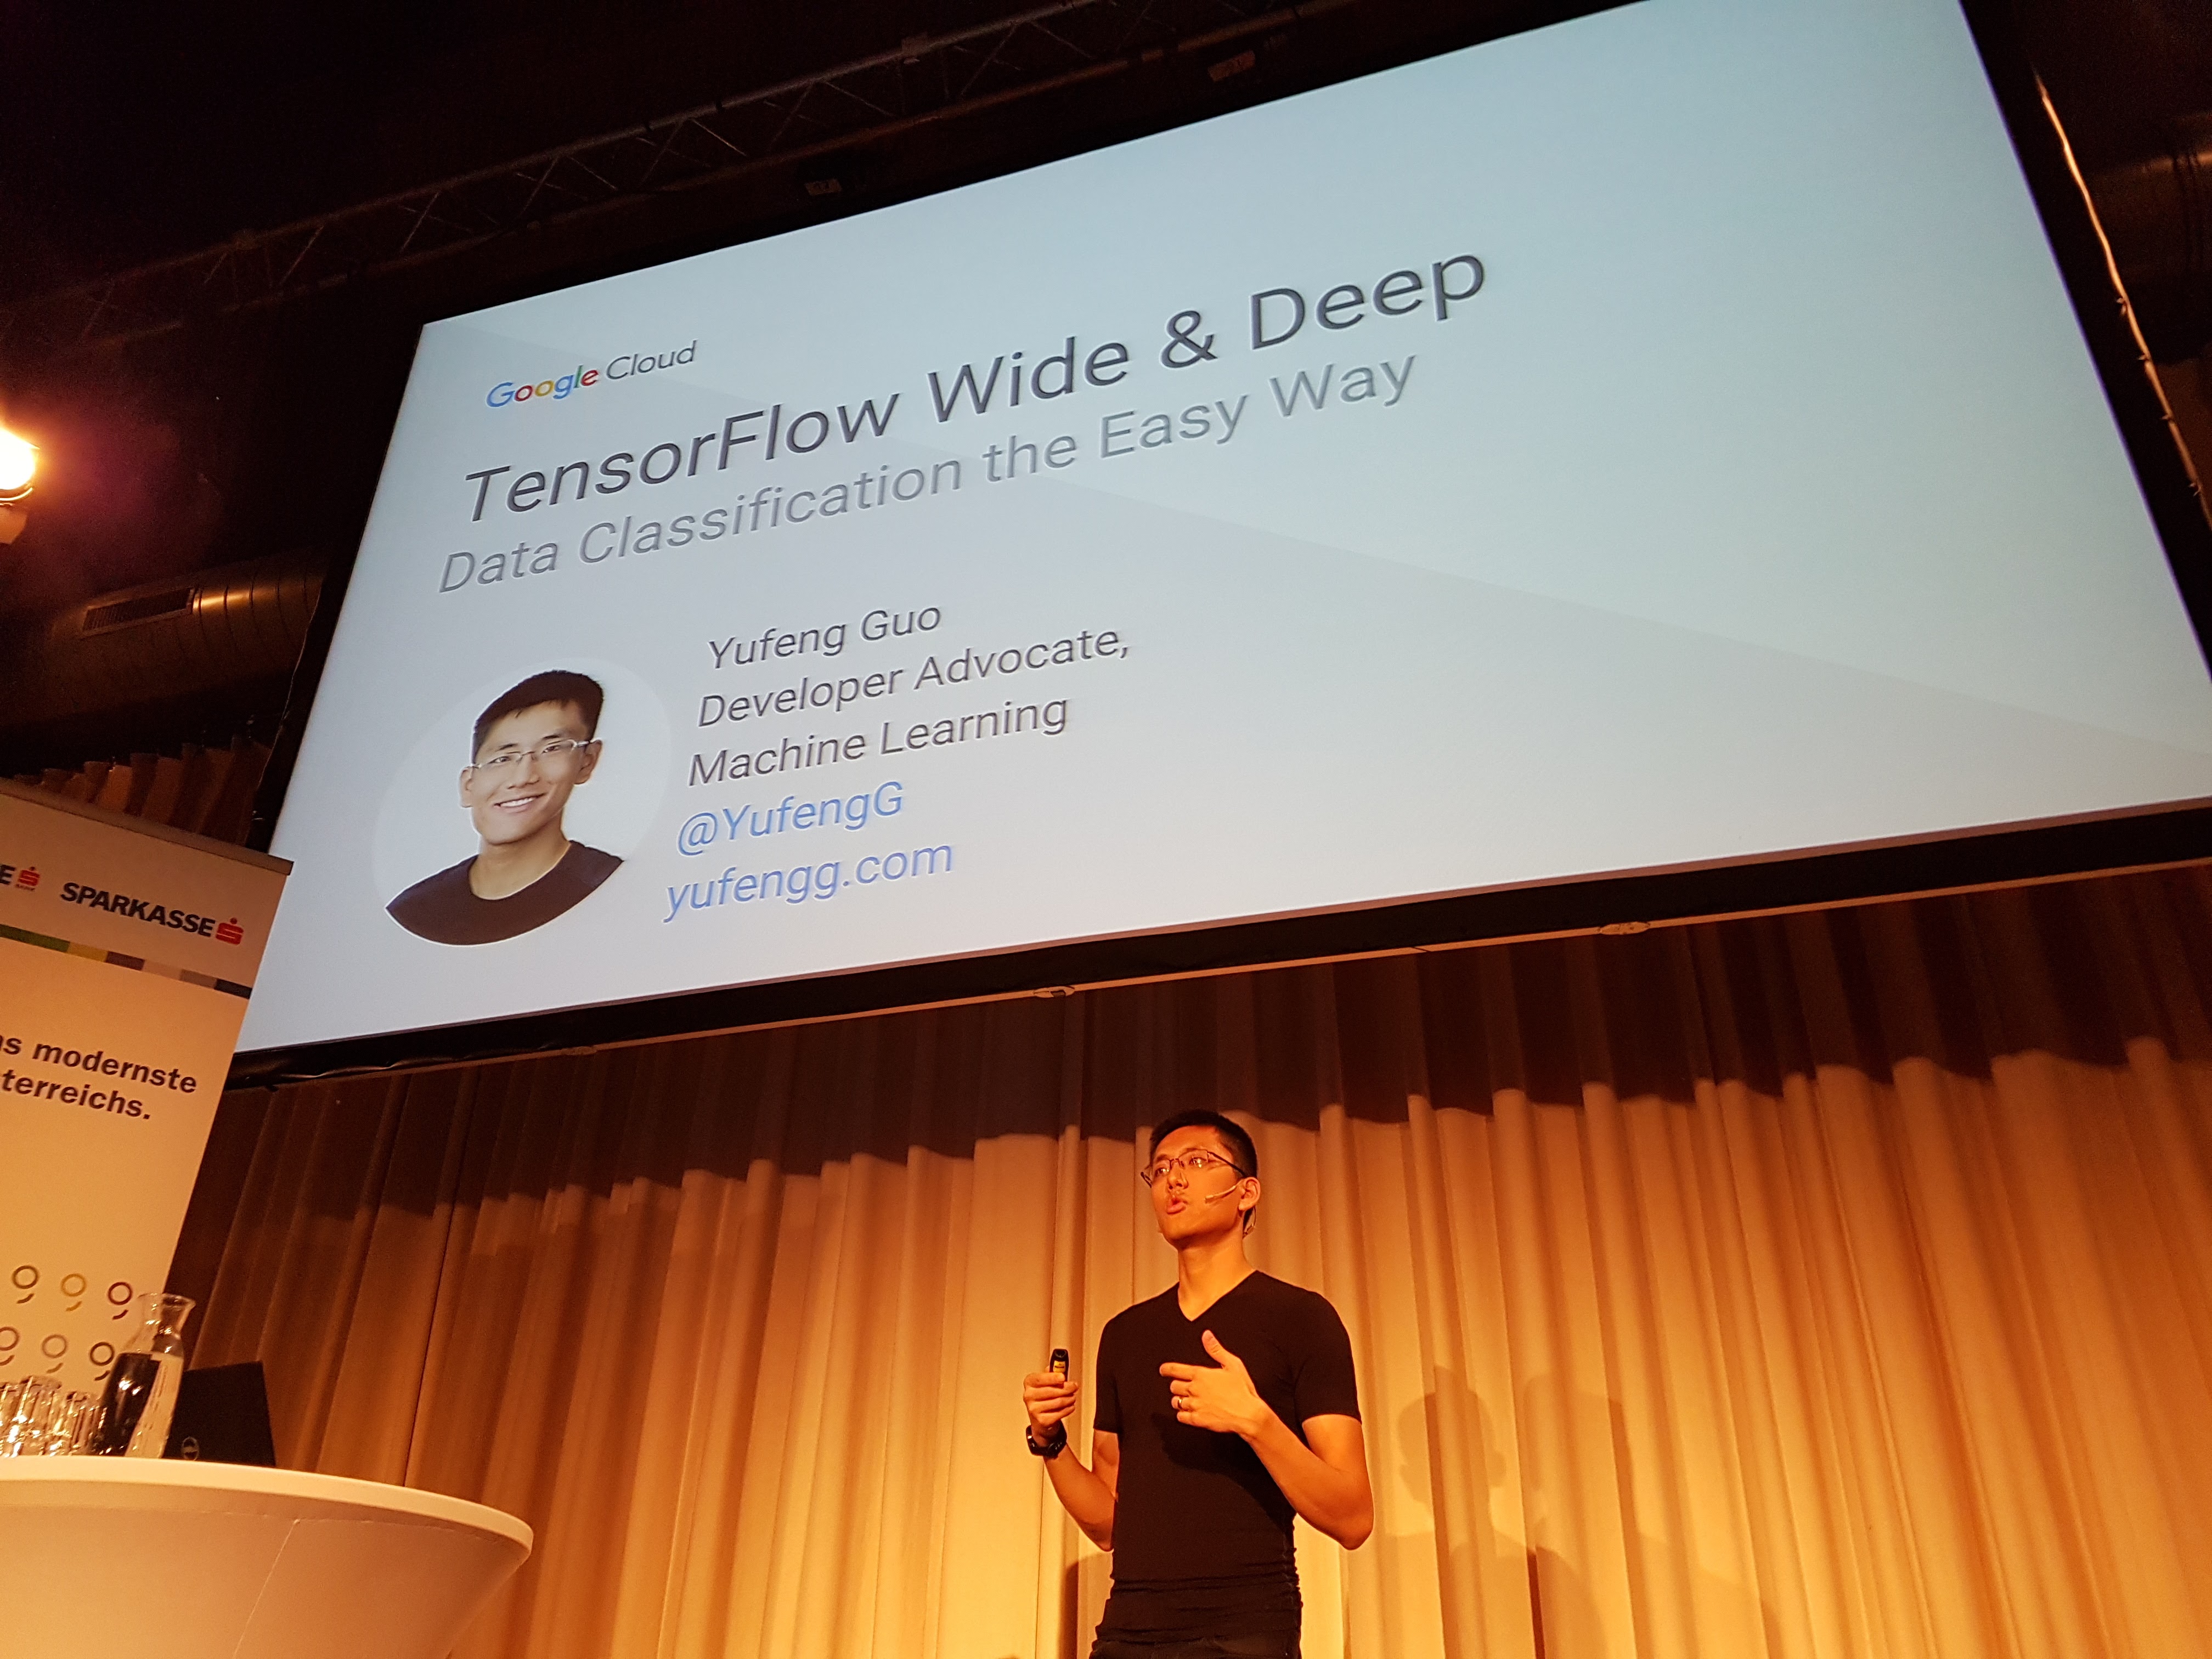 Google Cloud
TensorFlow Wide & Deep
Data Classification the Easy Way
Yufeng Guo
Developer Advocate,
Machine Learning
@YufengG
yufengg.com
SPARKASSE
modernste